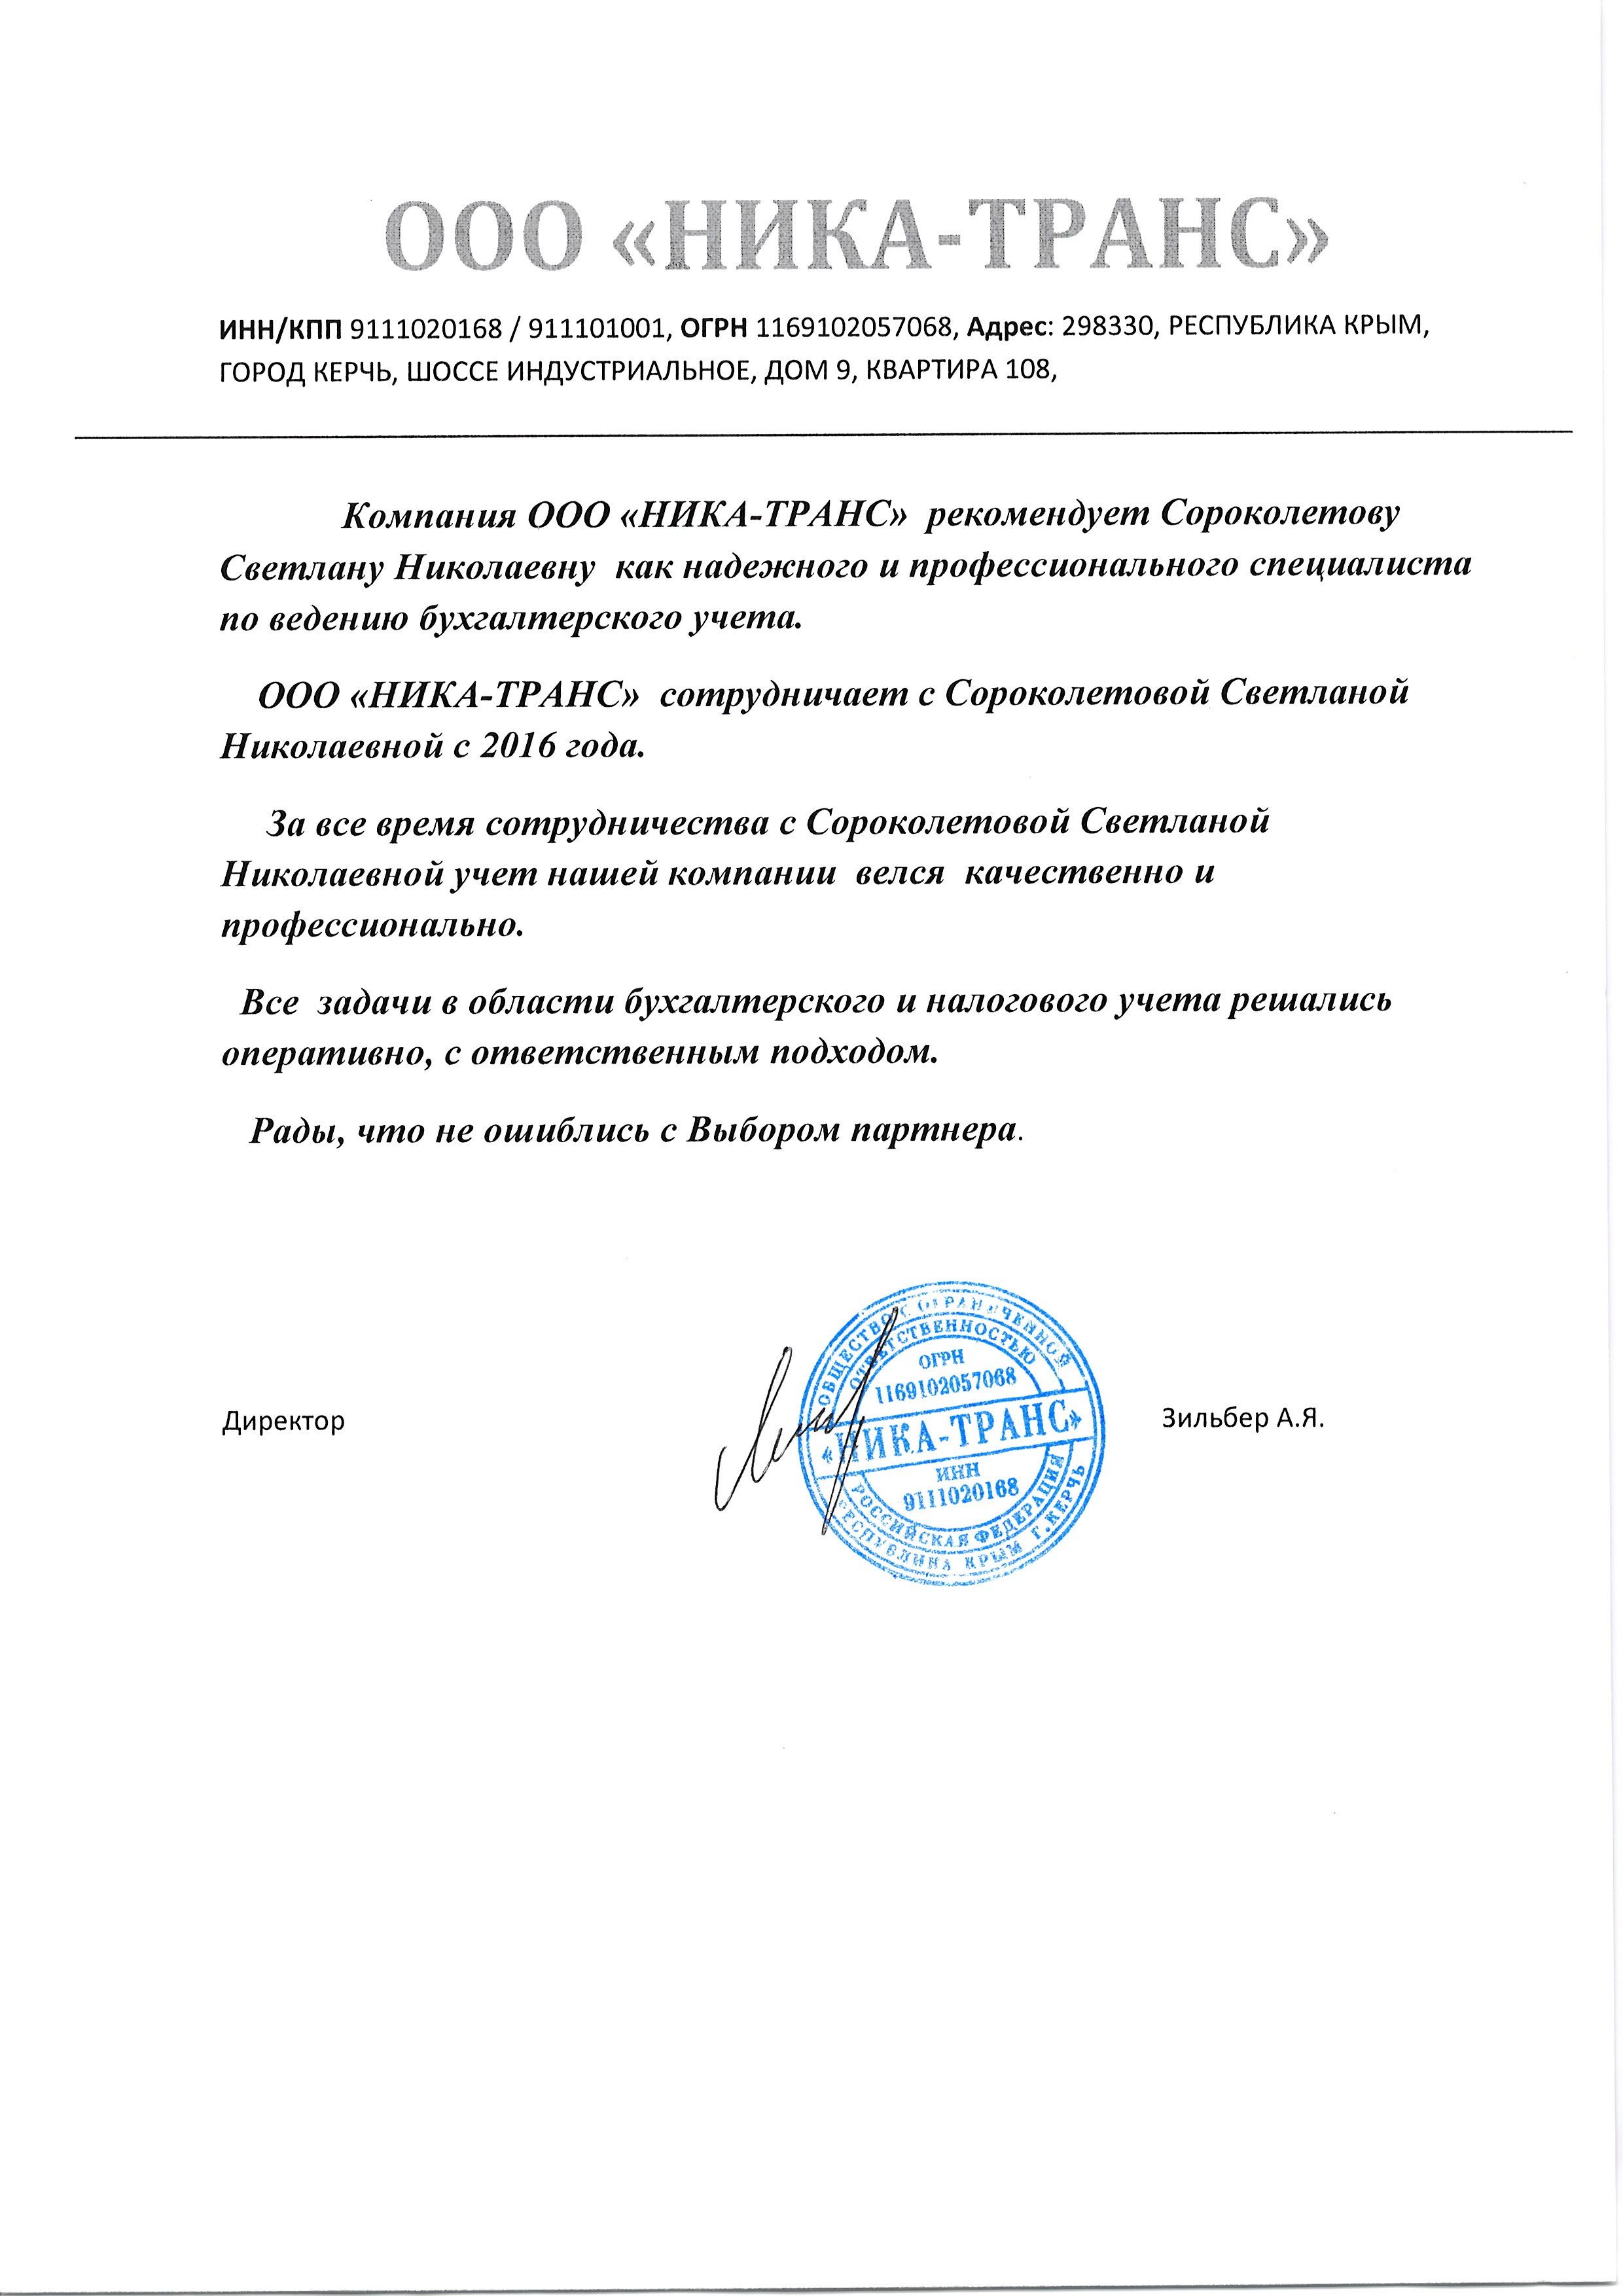 ООО «НИКА-ТРАНС»
ИНН/КПП 9111020168 / 911101001, ОГРН 1169102057068, Адрес: 298330, РЕСПУБЛИКА КРЫМ,
ГОРОД КЕРЧЬ, ШОССЕ ИНДУСТРИАЛЬНОЕ, ДОМ 9, КВАРТИРА 108,
Компания ООО «НИКА-ТРАНС» рекомендует Сороколетову
Светлану Николаевну как надежного и профессионального специалиста
по ведению бухгалтерского учета.
ООО «НИКА-ТРАНС» сотрудничает с Сороколетовой Светланой
Николаевной с 2016 года.
За все время сотрудничества с Сороколетовой Светланой
Николаевной учет нашей компании велся качественно и
профессионально.
Все задачи в области бухгалтерского и налогового учета решались
оперативно, с ответственным подходом.
Рады, что не ошиблись с Выбором партнера.
Директор
ОБЩЕСТВО С ОГРАНИЧЕННОЙ
ОТВЕТСТВЕННОСТЬЮ
ОГРН
1169102057068
«НИКА-ТРАНС»
ИНН
9111020168
РОССИЙСКАЯ ФЕДЕРАЦИЯ
РЕСПУБЛИКА КРЫМ Г.КЕРЧЬ
Зильбер А.Я.